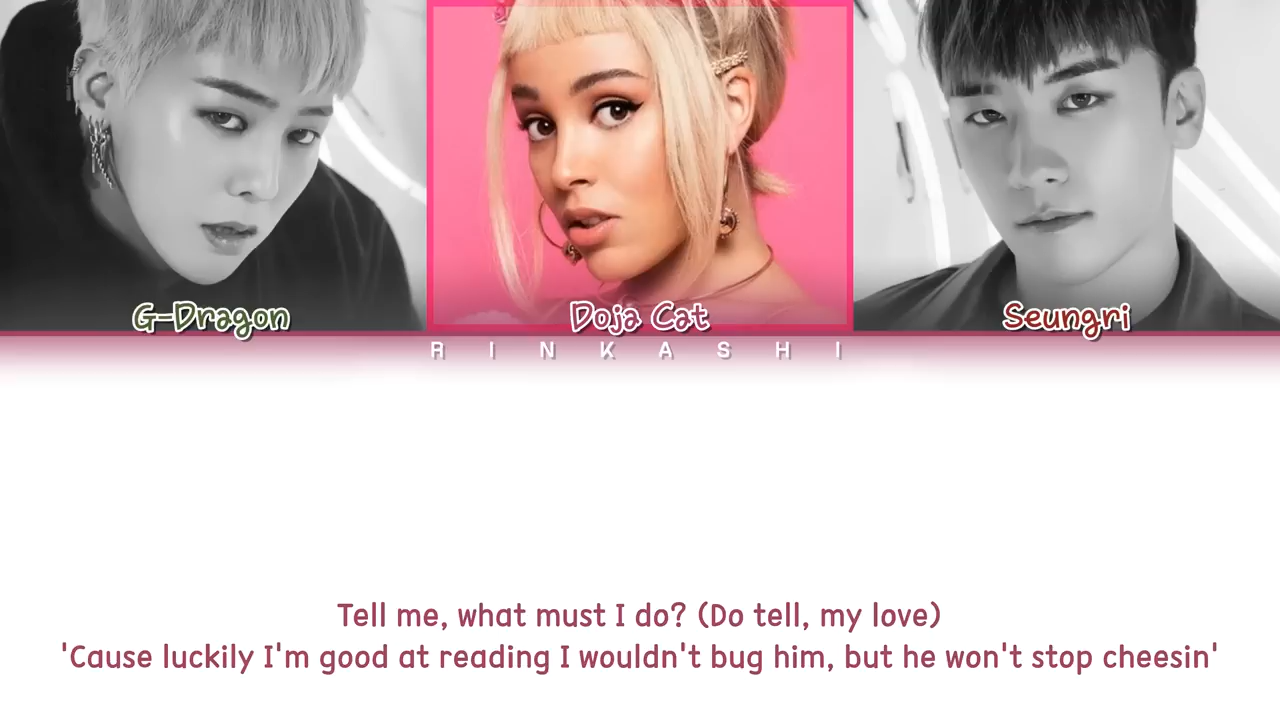 G-Dragon
Doja Cat
Seungri
RINKASHI
Tell me, what must I do? (Do tell, my love)
'Cause luckily I'm good at reading I wouldn't bug him, but he won't stop cheesin'